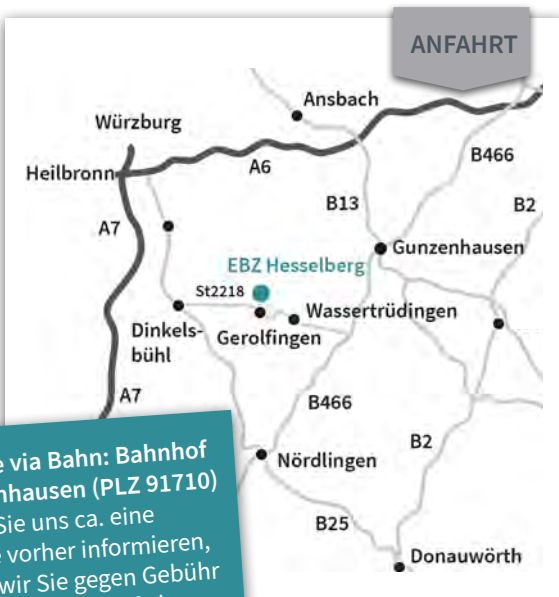 ANFAHRT
Ansbach
Würzburg
Heilbronn
A6
B466
A7
B13
B2
Gunzenhausen
EBZ Hesselberg
St2218
Wassertrüdingen
Dinkels-
bühl
Gerolfingen
A7
B466
Nördlingen
B2
B25
Donauwörth
via Bahn: Bahnhof
nhausen (PLZ 91710)
Sie uns ca. eine
vorher informieren,
wir Sie gegen Gebühr